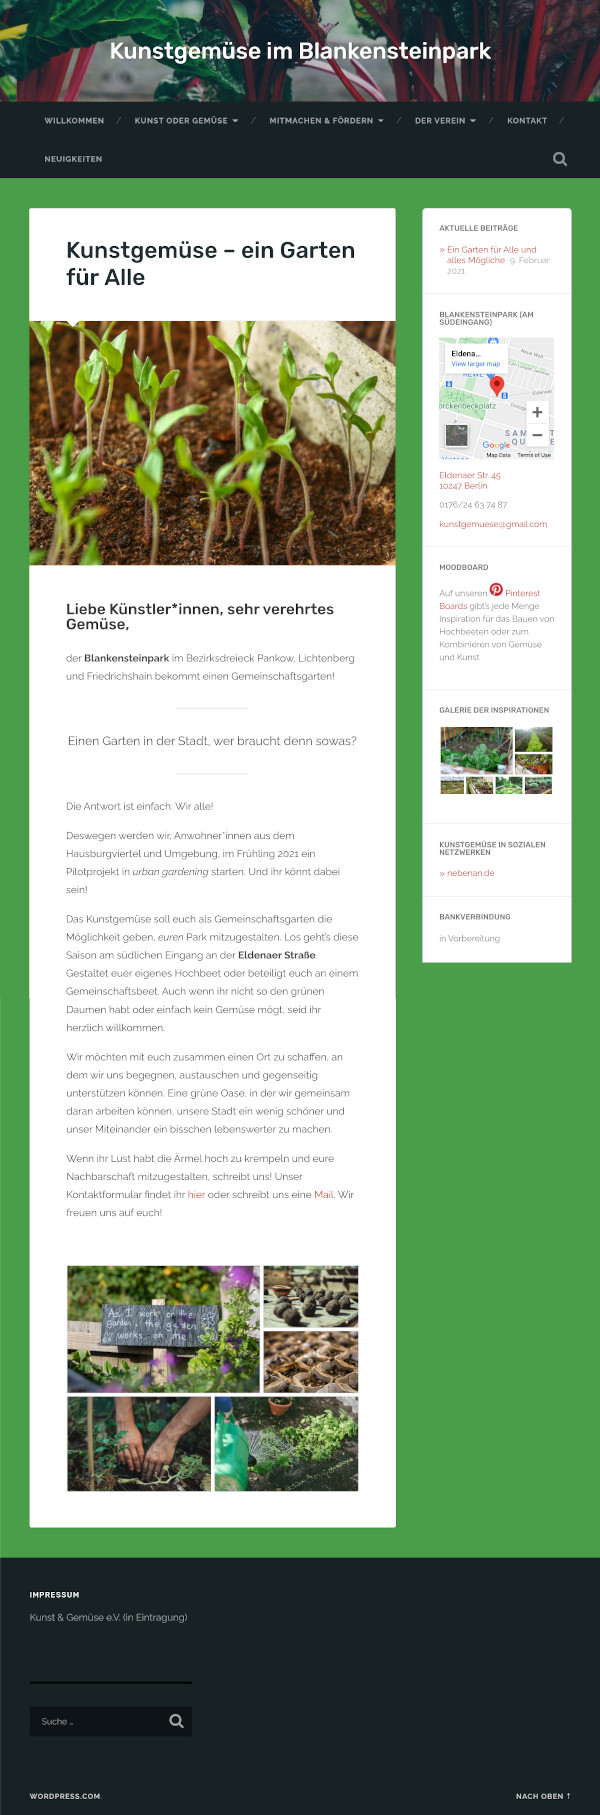 Kunstgemüse im Blankensteinpark
WILLKOMMEN / KUNST ODER GEMÜSE / MITMACHEN & FÖRDERN / DER VEREIN / KONTAKT /
NEUIGKEITEN
Kunstgemüse – ein Garten
für Alle
Liebe Künstler*innen, sehr verehrtes
Gemüse,
der Blankensteinpark im Bezirksdreieck Pankow, Lichtenberg
und Friedrichshain bekommt einen Gemeinschaftsgarten!
Einen Garten in der Stadt, wer braucht denn sowas?
Die Antwort ist einfach: Wir alle!
Deswegen werden wir, Anwohner*innen aus dem
Hausburgviertel und Umgebung, im Frühling 2021 ein
Pilotprojekt in urban gardening starten. Und ihr könnt dabei
sein!
Das Kunstgemüse soll euch als Gemeinschaftsgarten die
Möglichkeit geben, euren Park mitzugestalten. Los geht's diese
Saison am südlichen Eingang an der Eldenaer Straße.
Gestaltet euer eigenes Hochbeet oder beteiligt euch an einem
Gemeinschaftsbeet. Auch wenn ihr nicht so den grünen
Daumen habt oder einfach kein Gemüse mögt, seid ihr
herzlich willkommen.
Wir möchten mit euch zusammen einen Ort zu schaffen, an
dem wir uns begegnen, austauschen und gegenseitig
unterstützen können. Eine grüne Oase, in der wir gemeinsam
daran arbeiten können, unsere Stadt ein wenig schöner und
unser Miteinander ein bisschen lebenswerter zu machen.
Wenn ihr Lust habt die Ärmel hoch zu krempeln und eure
Nachbarschaft mitzugestalten, schreibt uns! Unser
Kontaktformular findet ihr hier oder schreibt uns eine Mail. Wir
freuen uns auf euch!
As I work on the
garden, the garden
works on me
AKTUELLE BEITRÄGE
» Ein Garten für Alle und
alles Mögliche 9. Februar
2021
BLANKENSTEINPARK (AM
SÜDEINGANG)
Eldena...
View larger map
Neue Welt
REWE
Eldenaer
orckenbeckplatz
SAM
QU
+
−
Google
Map Data Terms of Use
Eldenaer Str. 45
10247 Berlin
0176/24 63 74 87
kunstgemuese@gmail.com
MOODBOARD
Auf unseren Pinterest
Boards gibt's jede Menge
Inspiration für das Bauen von
Hochbeeten oder zum
Kombinieren von Gemüse
und Kunst
GALERIE DER INSPIRATIONEN
KUNSTGEMÜSE IN SOZIALEN
NETZWERKEN
» nebenan.de
BANKVERBINDUNG
in Vorbereitung
IMPRESSUM
Kunst & Gemüse e.V. (in Eintragung)
Suche …
WORDPRESS.COM.
NACH OBEN ↑